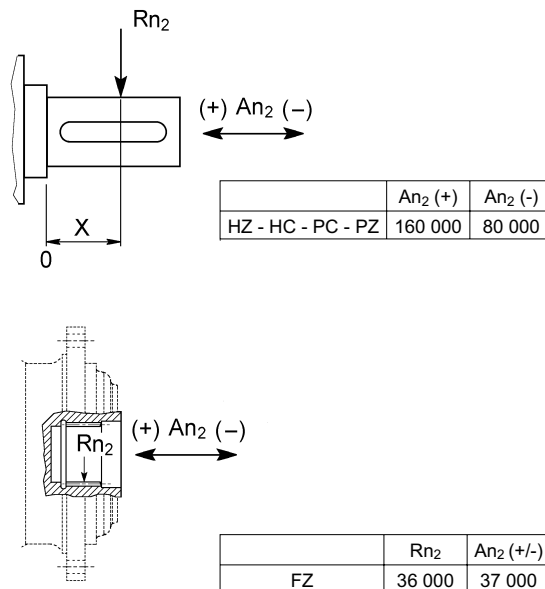 Rn₂
(+) An₂ (−)
An₂ (+) An₂ (-)
HZ - HC - PC - PZ 160 000 80 000
X
0
(+) An₂ (−)
Rn₂
Rn₂ An₂ (+/-)
FZ 36 000 37 000